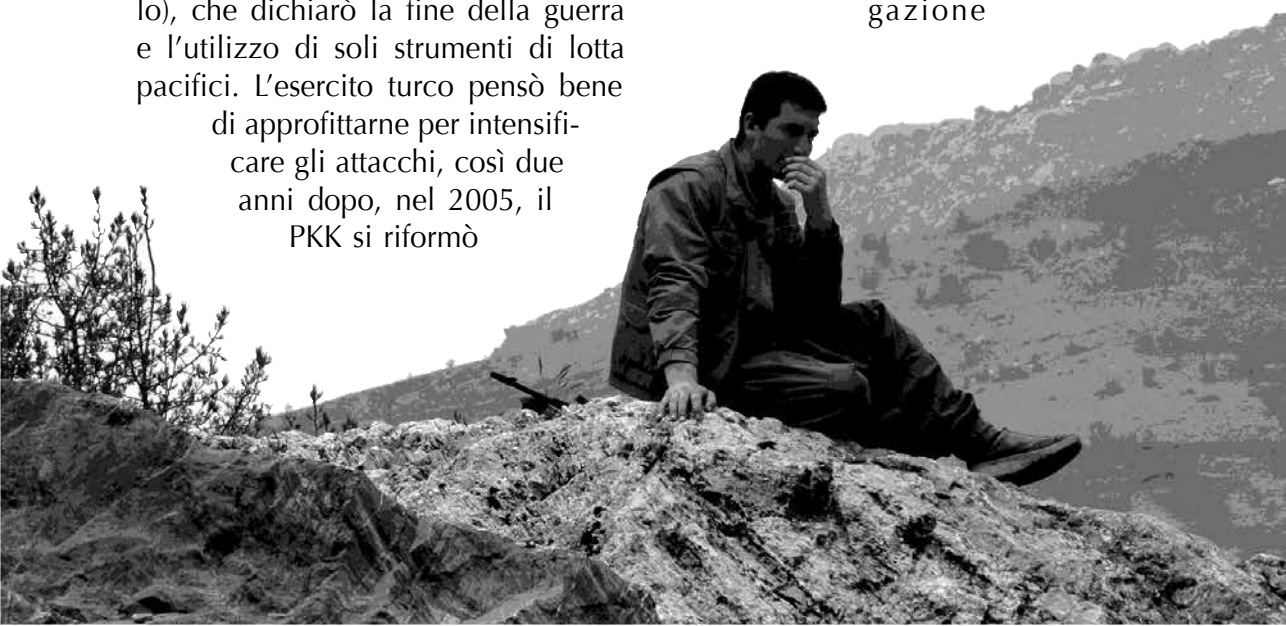 lo), che dichiarò la fine della guerra
e l'utilizzo di soli strumenti di lotta
pacifici. L'esercito turco pensò bene
di approfittarne per intensifi-
care gli attacchi, così due
anni dopo, nel 2005, il
PKK si riformò
gazione